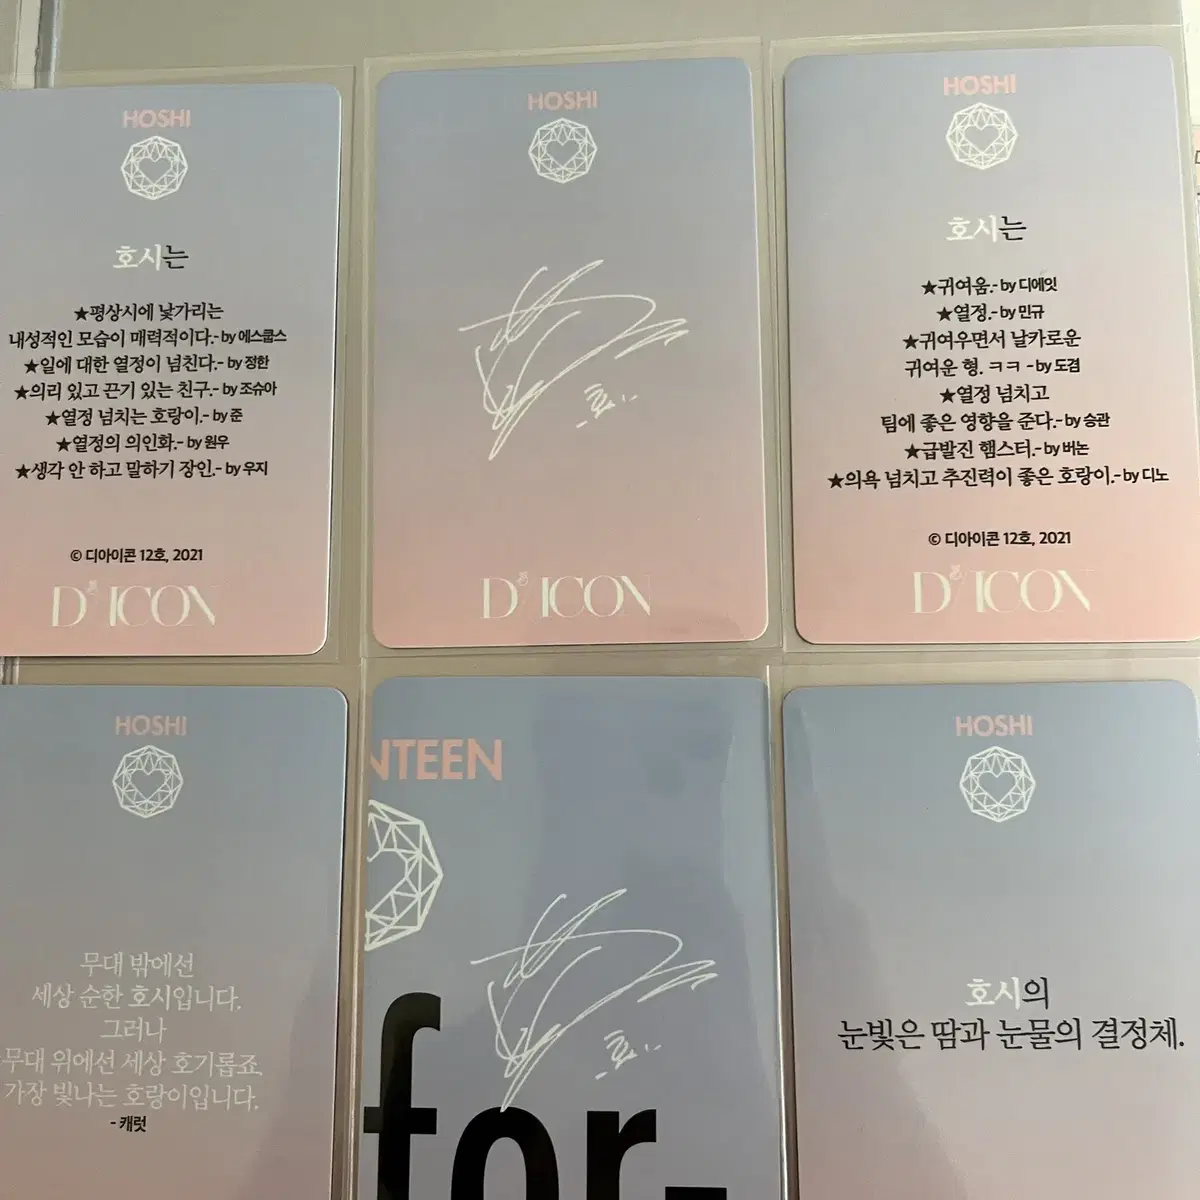 HOSHI
호시는
★평상시에 낯가리는
내성적인 모습이 매력적이다.- by 에스쿱스
★일에 대한 열정이 넘친다.- by 정한
★의리 있고 끈기 있는 친구.- by 조슈아
★열정 넘치는 호랑이.- by 준
★열정의 의인화.- by 원우
★생각 안 하고 말하기 장인.- by 우지
© 디아이콘 12호, 2021
D'ICON
HOSHI
호
D'ICON
HOSHI
호시는
★귀여움.- by 디에잇
★열정.- by 민규
★귀여우면서 날카로운
귀여운 형. ㅋㅋ - by 도겸
★열정 넘치고
팀에 좋은 영향을 준다.- by 승관
★급발진 햄스터.- by 버논
★의욕 넘치고 추진력이 좋은 호랑이.- by 디노
© 디아이콘 12호, 2021
D'ICON
HOSHI
무대 밖에선
세상 순한 호시입니다.
그러나
무대 위에선 세상 호기롭죠.
가장 빛나는 호랑이입니다.
- 캐럿
NTEEN
호
for-
HOSHI
호시의
눈빛은 땀과 눈물의 결정체.